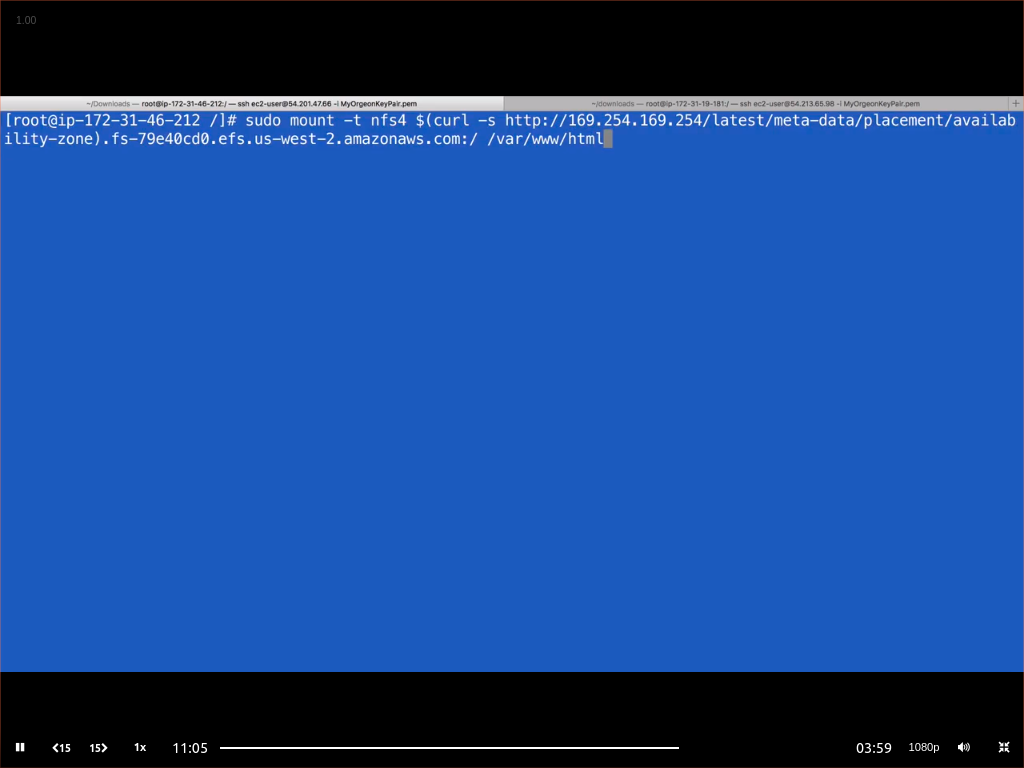 1.00
~/Downloads — root@ip-172-31-46-212:/ — ssh ec2-user@54.201.47.66 -i MyOrgeonKeyPair.pem
~/downloads — root@ip-172-31-19-181:/ — ssh ec2-user@54.213.65.98 -i MyOrgeonKeyPair.pem
+
[root@ip-172-31-46-212 /]# sudo mount -t nfs4 $(curl -s http://169.254.169.254/latest/meta-data/placement/availab
ility-zone).fs-79e40cd0.efs.us-west-2.amazonaws.com:/ /var/www/html
15 15 1x 11:05 03:59 1080p